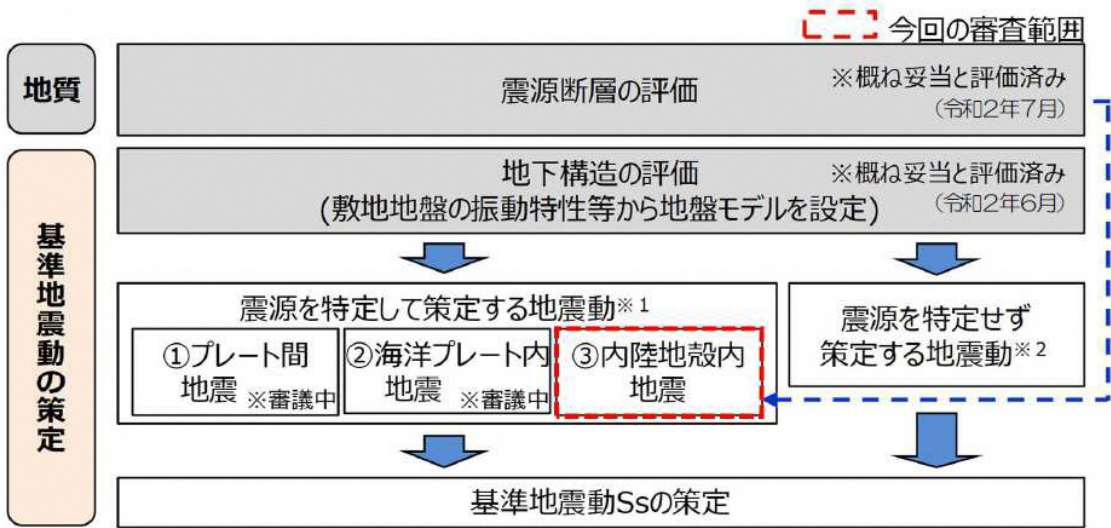 今回の審査範囲
地質
震源断層の評価
※概ね妥当と評価済み
(令和2年7月)
基準地震動の策定
地下構造の評価
(敷地地盤の振動特性等から地盤モデルを設定)
※概ね妥当と評価済み
(令和2年6月)
震源を特定して策定する地震動※1
①プレート間
地震 ※審議中
②海洋プレート内
地震 ※審議中
③内陸地殻内
地震
震源を特定せず
策定する地震動※2
基準地震動Ssの策定